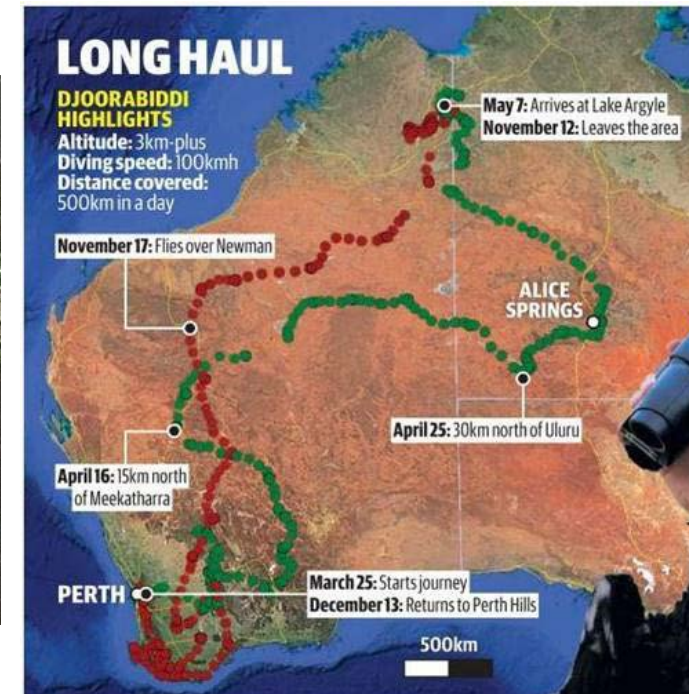 LONG HAUL
DJOORABIDDI
HIGHLIGHTS
Altitude: 3km-plus
Diving speed: 100kmh
Distance covered:
500km in a day
May 7: Arrives at Lake Argyle
November 12: Leaves the area
November 17: Flies over Newman
ALICE
SPRINGS
April 25: 30km north of Uluru
April 16: 15km north
of Meekatharra
PERTH
March 25: Starts journey
December 13: Returns to Perth Hills
500km